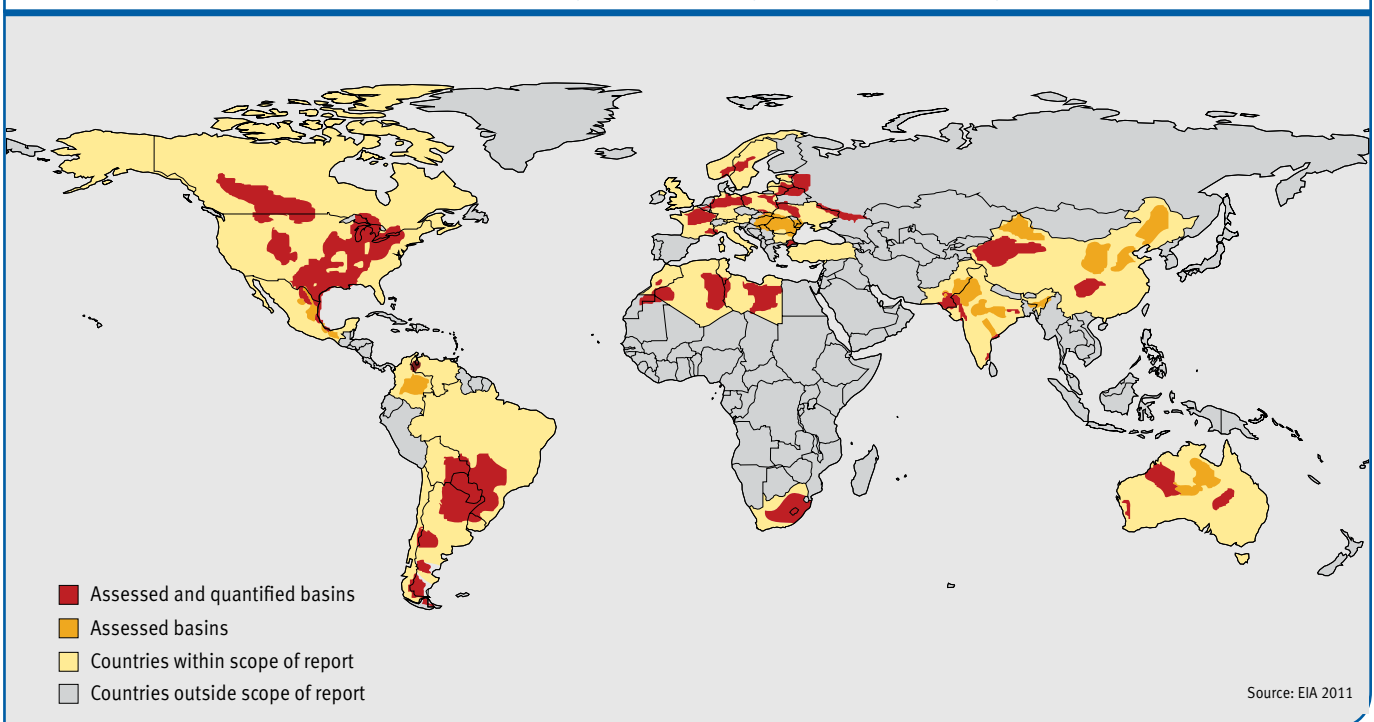 Assessed and quantified basins
Assessed basins
Countries within scope of report
Countries outside scope of report
Source: EIA 2011